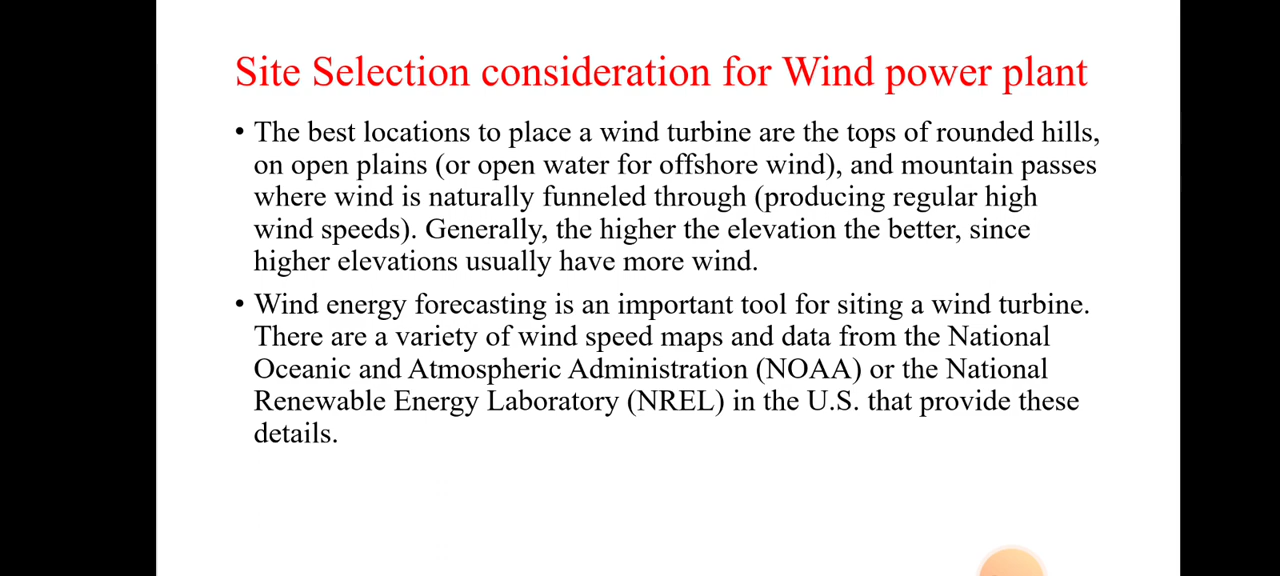 Site Selection consideration for Wind power plant
• The best locations to place a wind turbine are the tops of rounded hills,
on open plains (or open water for offshore wind), and mountain passes
where wind is naturally funneled through (producing regular high
wind speeds). Generally, the higher the elevation the better, since
higher elevations usually have more wind.
• Wind energy forecasting is an important tool for siting a wind turbine.
There are a variety of wind speed maps and data from the National
Oceanic and Atmospheric Administration (NOAA) or the National
Renewable Energy Laboratory (NREL) in the U.S. that provide these
details.